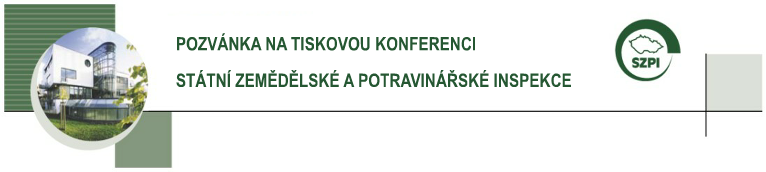 POZVÁNKA NA TISKOVOU KONFERENCI
STÁTNÍ ZEMĚDĚLSKÉ A POTRAVINÁŘSKÉ INSPEKCE
SZPI